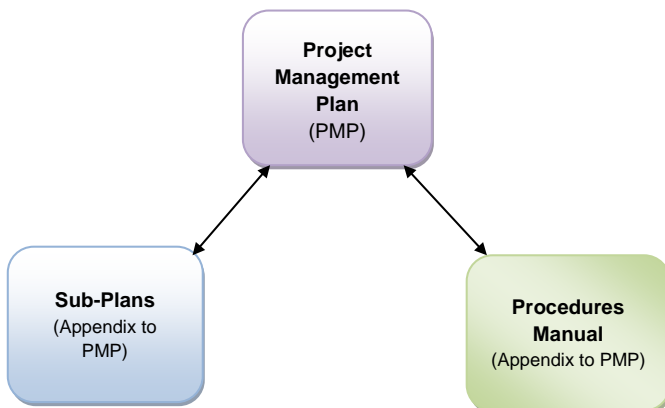 Project
Management
Plan
(PMP)
Sub-Plans
(Appendix to
PMP)
Procedures
Manual
(Appendix to PMP)